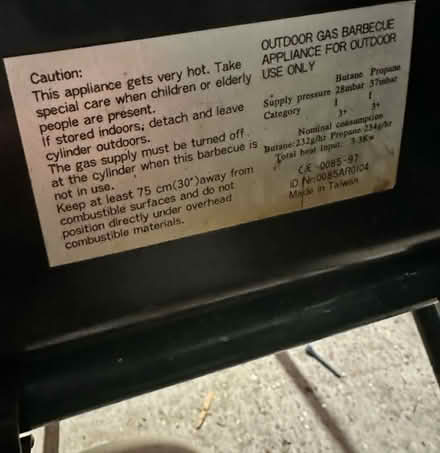 Caution:
This appliance gets very hot. Take
special care when children or elderly
people are present.
If stored indoors, detach and leave
cylinder outdoors.
The gas supply must be turned off
at the cylinder when this barbecue is
not in use.
Keep at least 75 cm(30")away from
combustible surfaces and do not
position directly under overhead
combustible materials.
OUTDOOR GAS BARBECUE
APPLIANCE FOR OUTDOOR
USE ONLY
Butane Propane
Supply pressure 28mbar 37mbar
Category I I
3+ 3+
Nominal consumption
Butane:232g/hr Propane:234g/hr
Total heat Input: 3.3Kw
CE-0085-97
ID Nr:0085AR0104
Made in Taiwan